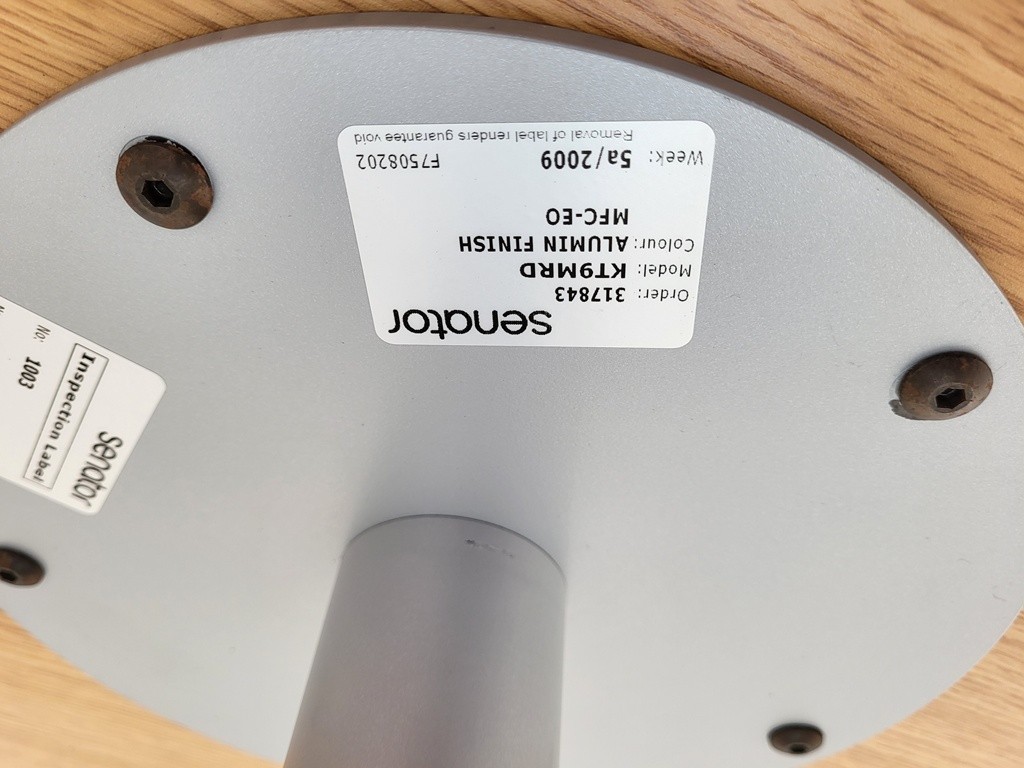 senator
Order: 317843
Model: KT9MRD
Colour: ALUMIN FINISH
MFC-EO
Week: 5a/2009 F7508202
Removal of label renders guarantee void
senator
Inspection Label
No: 1003